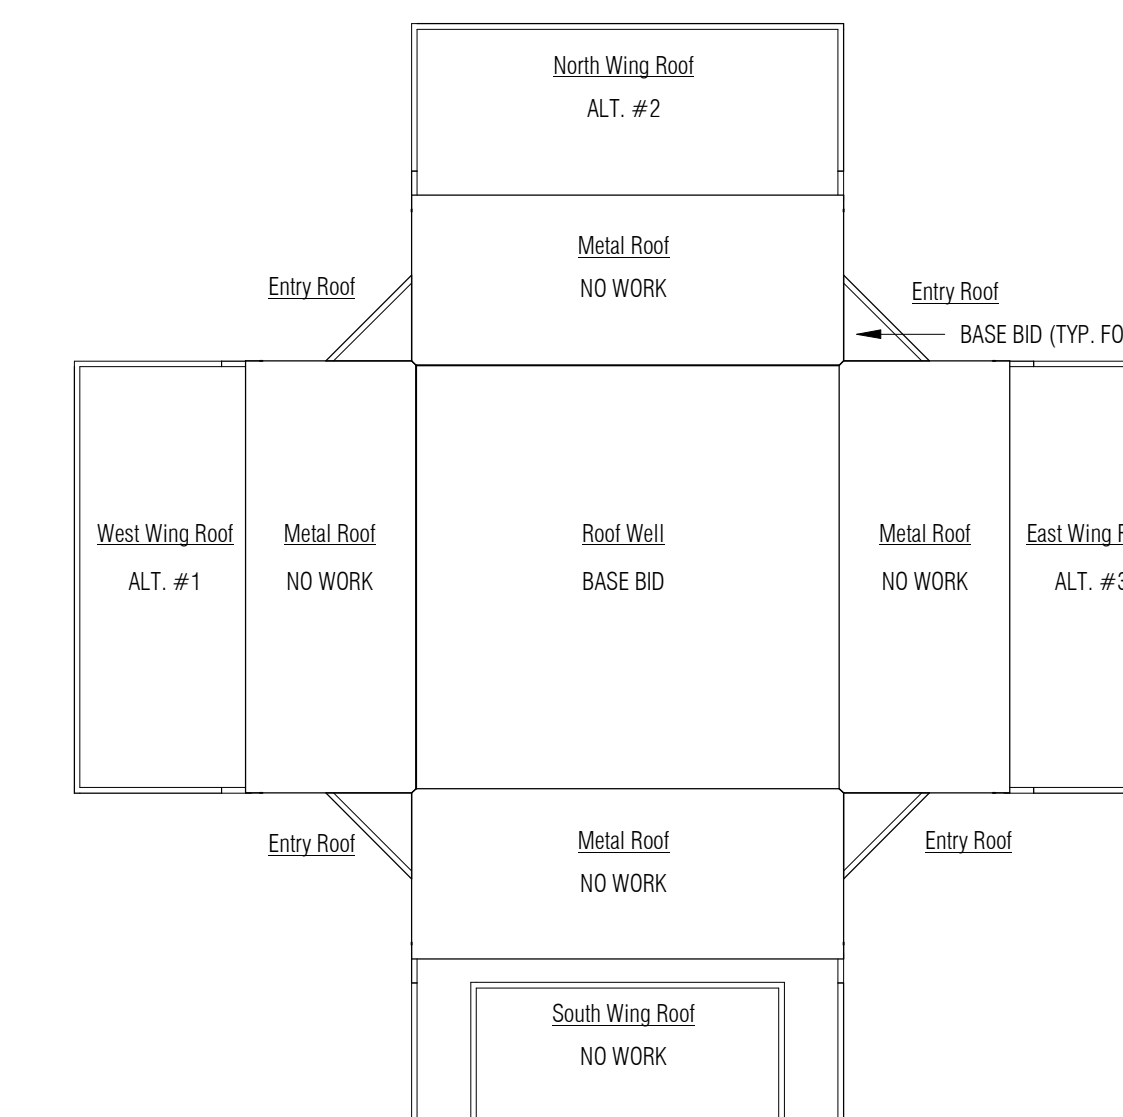 North Wing Roof
ALT. #2
Metal Roof
NO WORK
Entry Roof
Entry Roof
BASE BID (TYP. FO
West Wing Roof
ALT. #1
Metal Roof
NO WORK
Roof Well
BASE BID
Metal Roof
NO WORK
East Wing
ALT. #3
Entry Roof
Metal Roof
NO WORK
Entry Roof
South Wing Roof
NO WORK